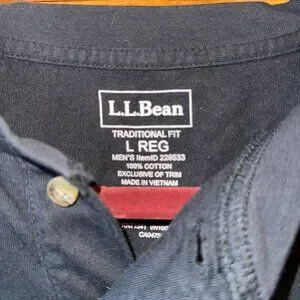 L.L.Bean
TRADITIONAL FIT
L REG
MEN'S ItemID 228533
100% COTTON
EXCLUSIVE OF TRIM
MADE IN VIETNAM